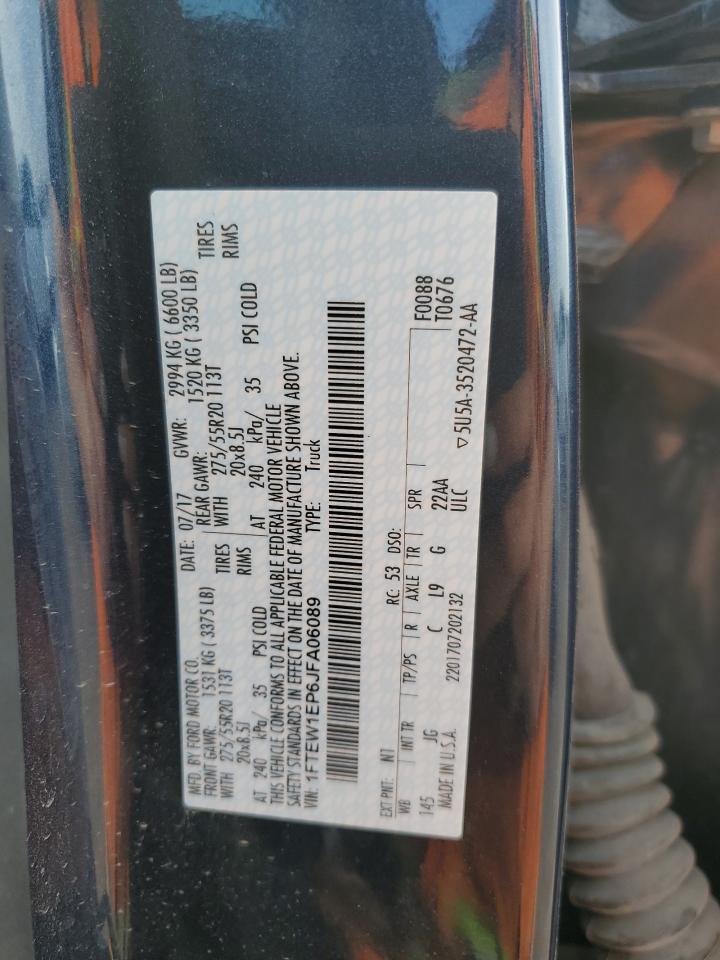 MFD. BY FORD MOTOR CO. DATE: 07/17 GVWR: 2994 KG ( 6600 LB)
FRONT GAWR: 1531 KG ( 3375 LB) REAR GAWR: 1520 KG ( 3350 LB)
WITH 275/55R20 113T TIRES WITH 275/55R20 113T TIRES
20x8.5J RIMS 20x8.5J RIMS
AT 240 kPa/ 35 PSI COLD AT 240 kPa/ 35 PSI COLD
THIS VEHICLE CONFORMS TO ALL APPLICABLE FEDERAL MOTOR VEHICLE
SAFETY STANDARDS IN EFFECT ON THE DATE OF MANUFACTURE SHOWN ABOVE.
VIN: 1FTEW1EP6JFA06089 TYPE: Truck
EXT PNT: N1 RC: 53 DSO:
WB INT TR TP/PS R AXLE TR SPR F0088
145 JG C L9 G 22AA T0676
MADE IN U.S.A. 2201707202132 ULC ▽5U5A-3520472-AA